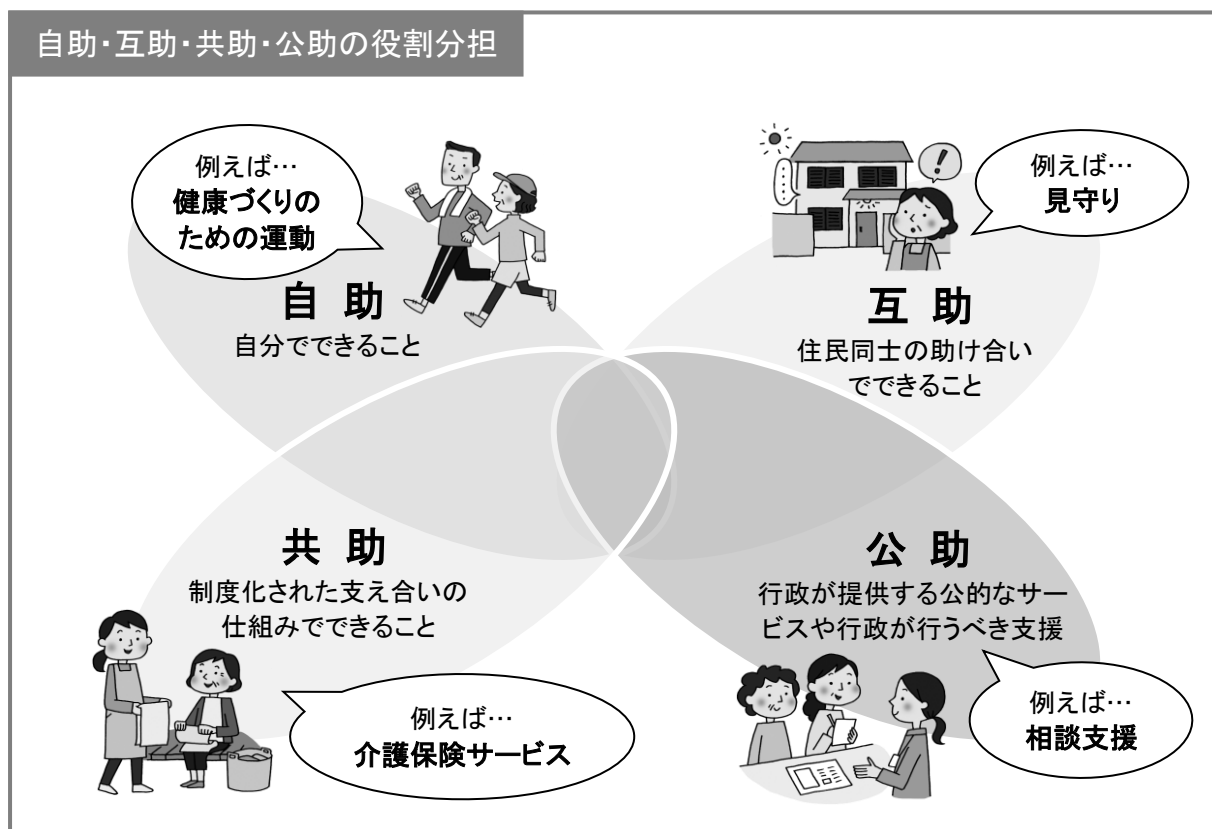 自助・互助・共助・公助の役割分担
例えば…
健康づくりの
ための運動
自 助
自分でできること
例えば…
見守り
互 助
住民同士の助け合い
でできること
共 助
制度化された支え合いの
仕組みでできること
例えば…
介護保険サービス
公 助
行政が提供する公的なサー
ビスや行政が行うべき支援
例えば…
相談支援